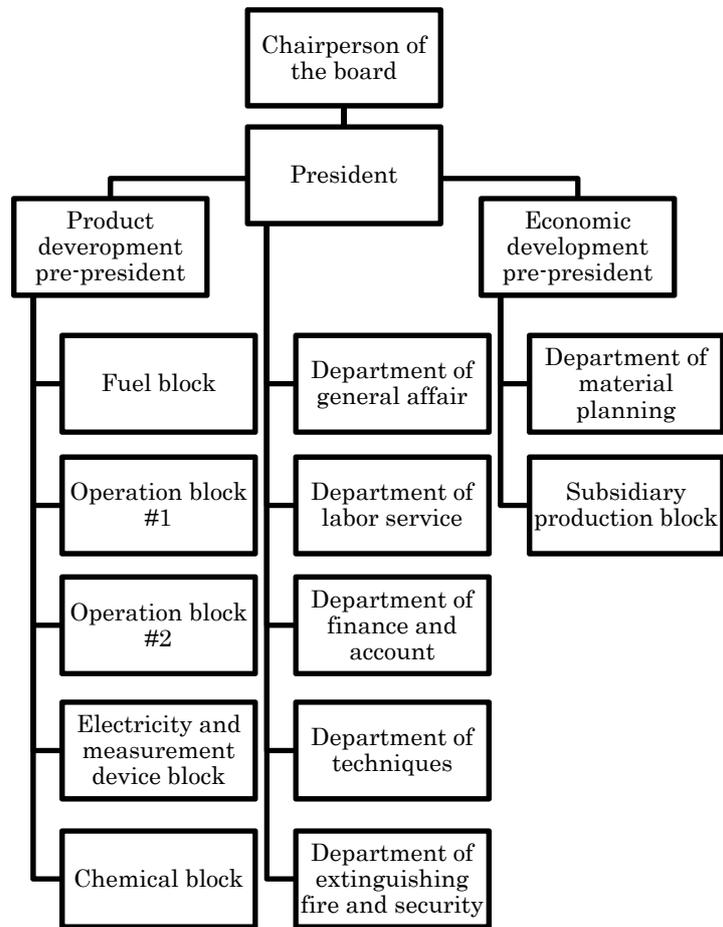 Chairperson of
the board
President
Product
deveropment
pre-president
Economic
development
pre-president
Fuel block
Operation block
#1
Operation block
#2
Electricity and
measurement
device block
Chemical block
Department of
general affair
Department of
labor service
Department of
finance and
account
Department of
techniques
Department of
extinguishing
fire and security
Department of
material
planning
Subsidiary
production block